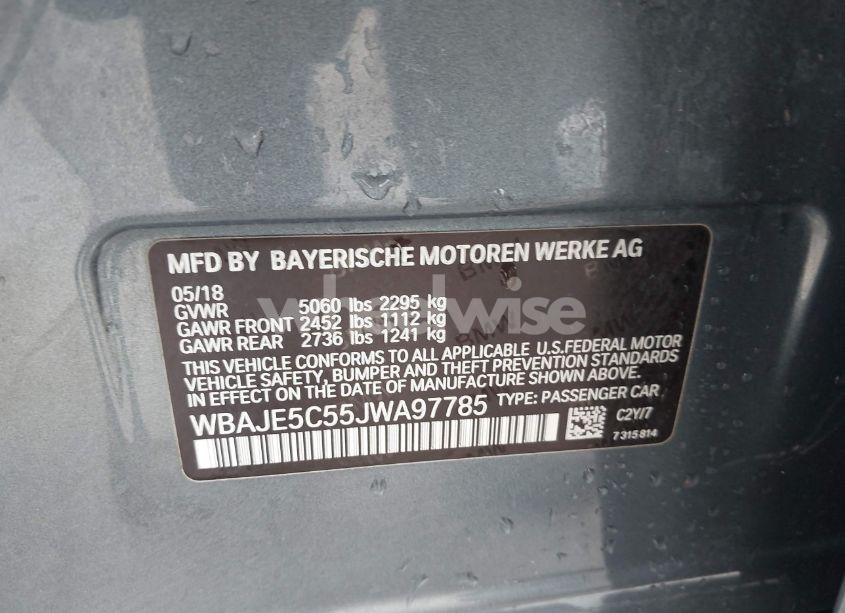 MFD BY BAYERISCHE MOTOREN WERKE AG
05/18
GVWR 5060 lbs 2295 kg
GAWR FRONT 2452 lbs 1112 kg
GAWR REAR 2736 lbs 1241 kg
THIS VEHICLE CONFORMS TO ALL APPLICABLE U.S.FEDERAL MOTOR
VEHICLE SAFETY, BUMPER AND THEFT PREVENTION STANDARDS
IN EFFECT ON THE DATE OF MANUFACTURE SHOWN ABOVE.
WBAJE5C55JWA97785 TYPE: PASSENGER CAR
C2Y/7
7315814
wheelwise